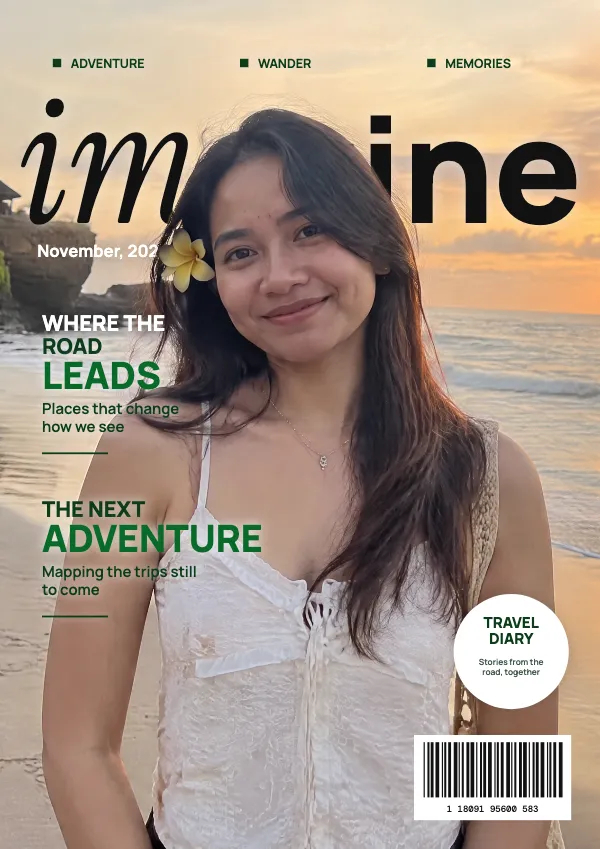 ADVENTURE
WANDER
MEMORIES
im ine
November, 202
WHERE THE
ROAD
LEADS
Places that change
how we see
THE NEXT
ADVENTURE
Mapping the trips still
to come
TRAVEL
DIARY
Stories from the
road, together
1 18091 95600 583